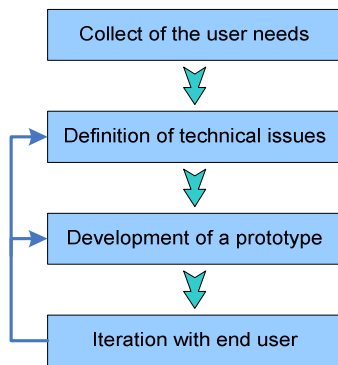 Collect of the user needs
Definition of technical issues
Development of a prototype
Iteration with end user